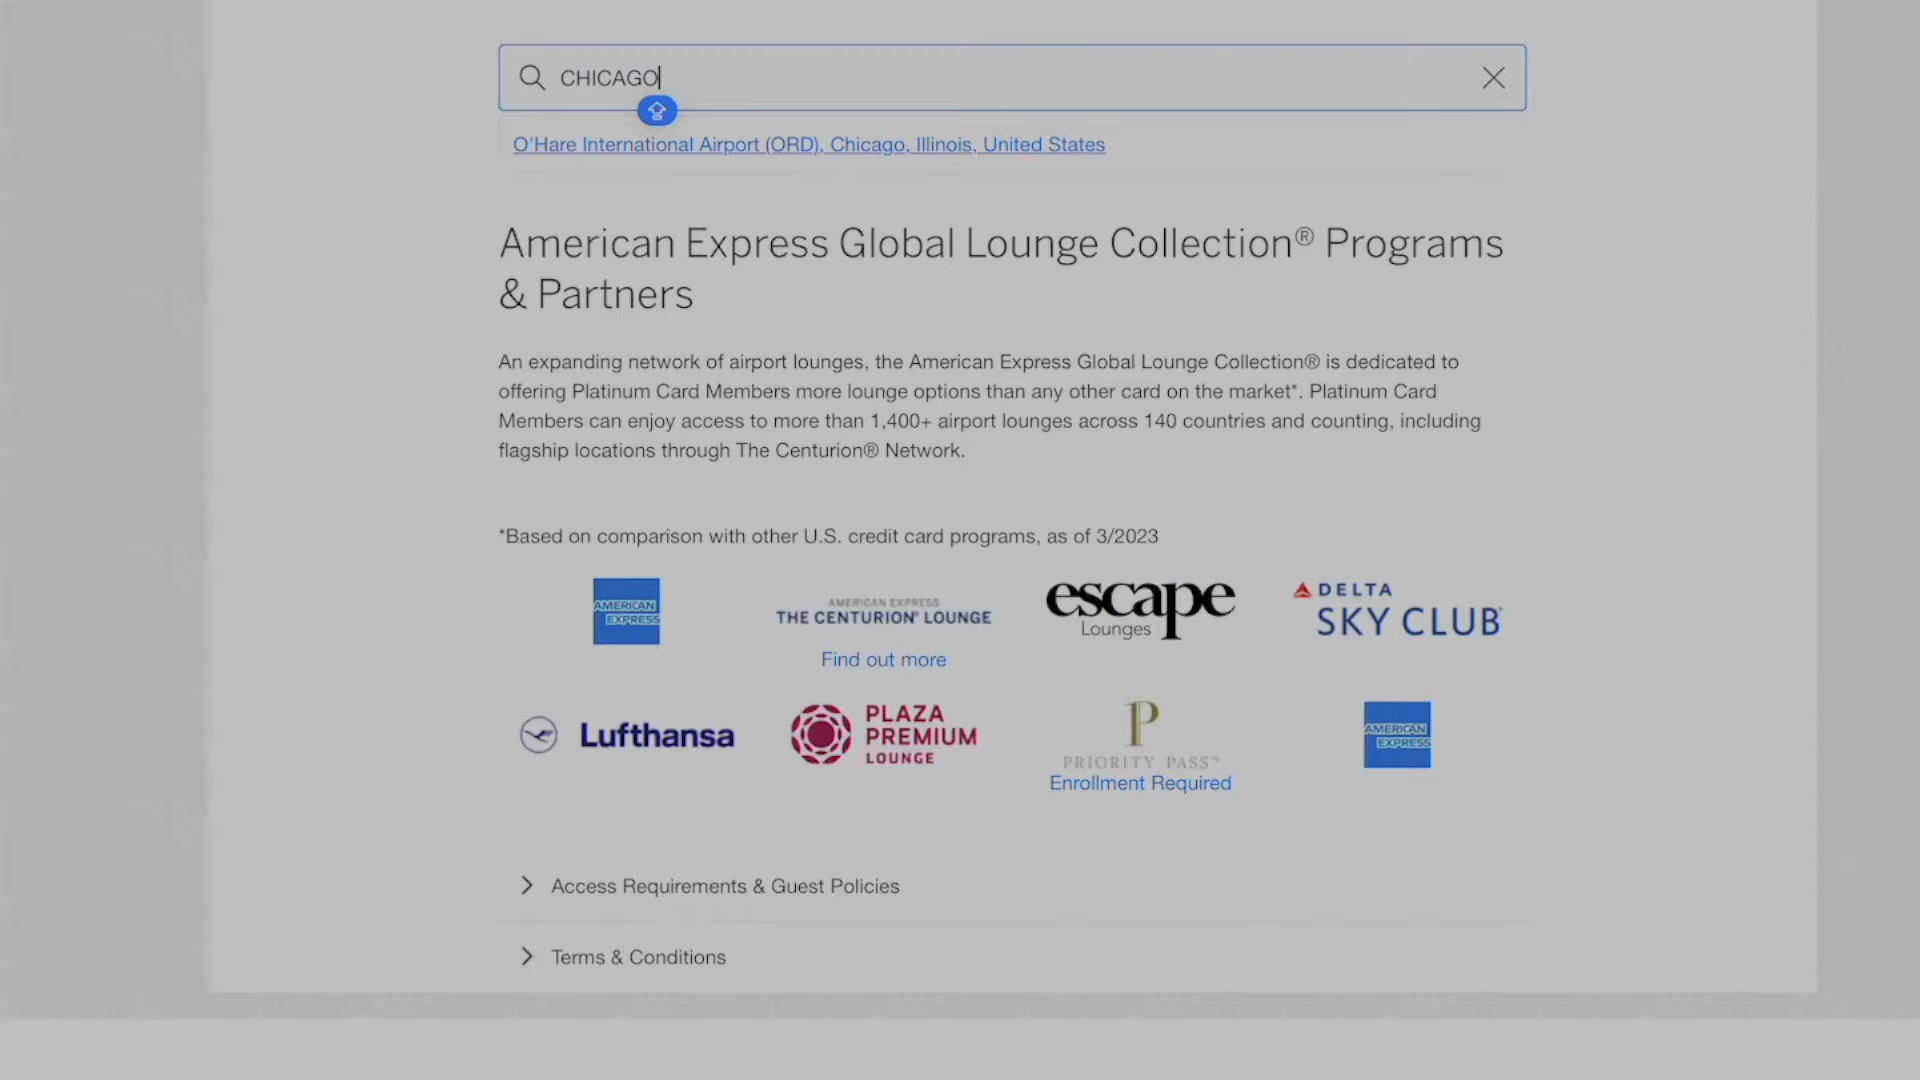 CHICAGO
O'Hare International Airport (ORD), Chicago, Illinois, United States
American Express Global Lounge Collection® Programs
& Partners
An expanding network of airport lounges, the American Express Global Lounge Collection® is dedicated to
offering Platinum Card Members more lounge options than any other card on the market*. Platinum Card
Members can enjoy access to more than 1,400+ airport lounges across 140 countries and counting, including
flagship locations through The Centurion® Network.
*Based on comparison with other U.S. credit card programs, as of 3/2023
AMERICAN
EXPRESS
AMERICAN EXPRESS
THE CENTURION® LOUNGE
Find out more
escape
Lounges
DELTA
SKY CLUB®
Lufthansa
PLAZA
PREMIUM
LOUNGE
P
PRIORITY PASS™
Enrollment Required
AMERICAN
EXPRESS
Access Requirements & Guest Policies
Terms & Conditions